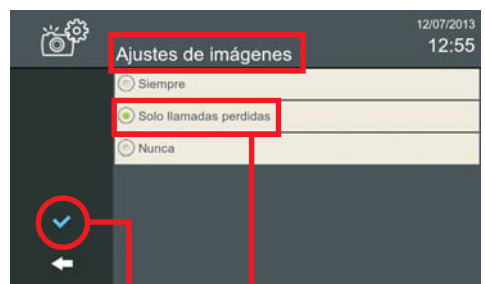 12/07/2013
12:55
Ajustes de imágenes
Siempre
Solo llamadas perdidas
Nunca